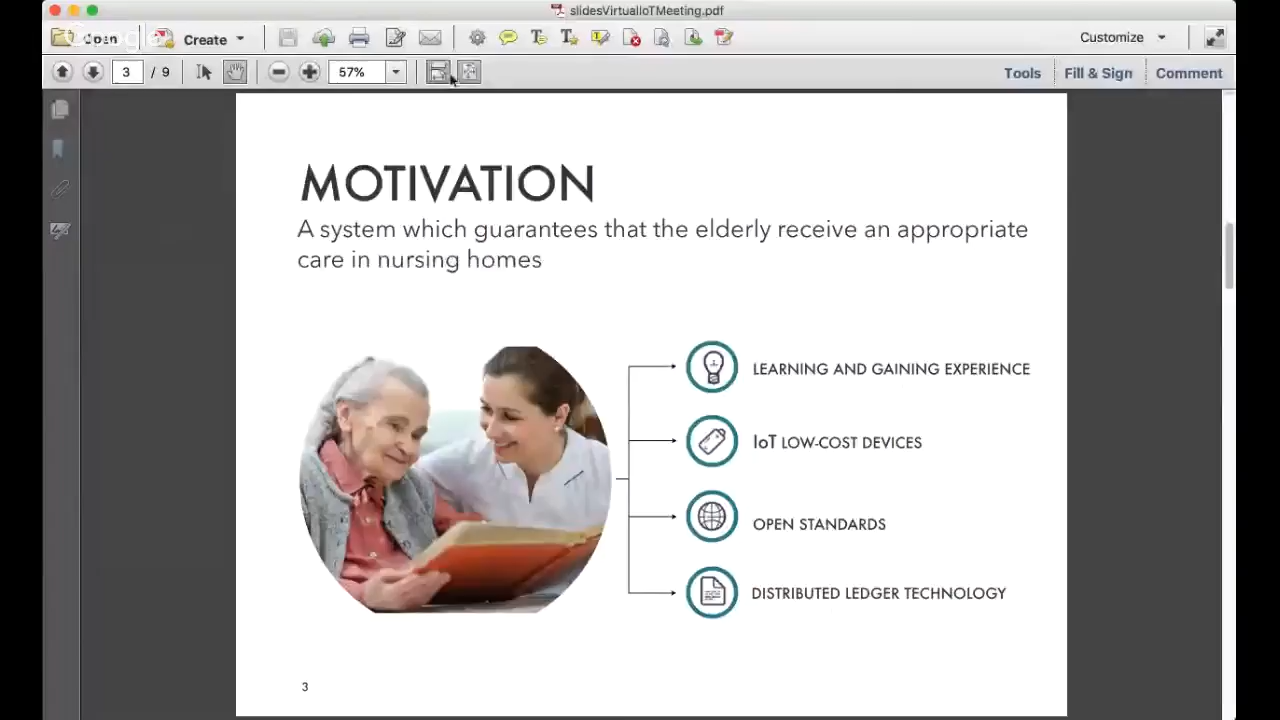 slidesVirtualIoTMeeting.pdf
Create
Customize
3 / 9
57%
Tools
Fill & Sign
Comment
MOTIVATION
A system which guarantees that the elderly receive an appropriate
care in nursing homes
LEARNING AND GAINING EXPERIENCE
IoT LOW-COST DEVICES
OPEN STANDARDS
DISTRIBUTED LEDGER TECHNOLOGY
3